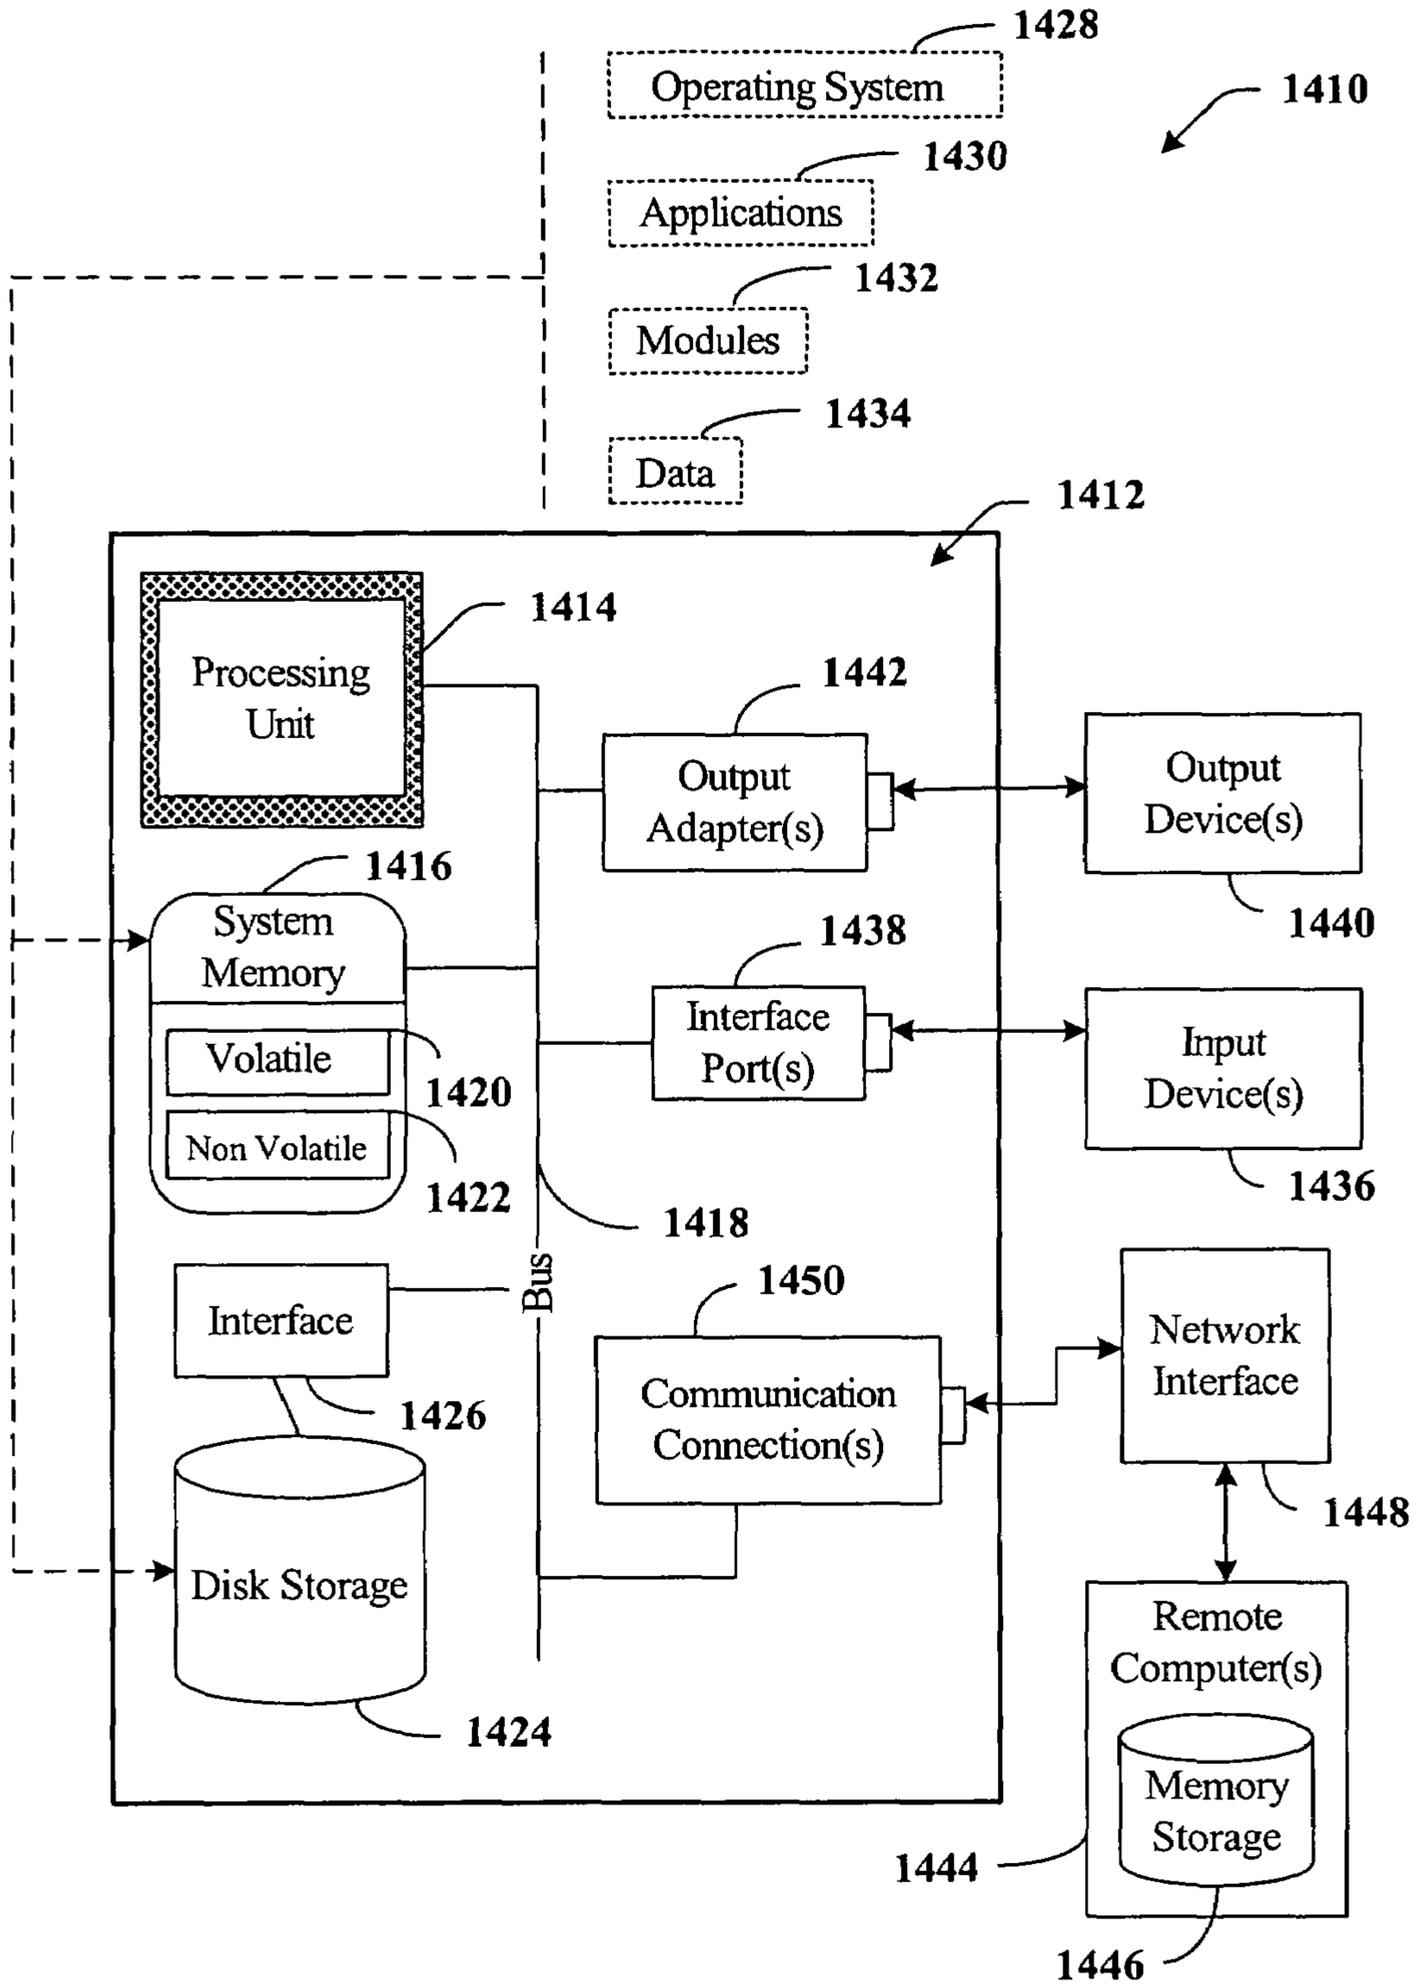 1428
Operating System
1410
1430
Applications
1432
Modules
1434
Data
1412
1414
Processing
Unit
1442
Output
Adapter(s)
Output
Device(s)
1440
1416
System
Memory
1438
Interface
Port(s)
Input
Device(s)
1436
Volatile
1420
Non Volatile
1422
1418
Bus
1450
Interface
1426
Communication
Connection(s)
Network
Interface
1448
Disk Storage
1424
Remote
Computer(s)
Memory
Storage
1444
1446